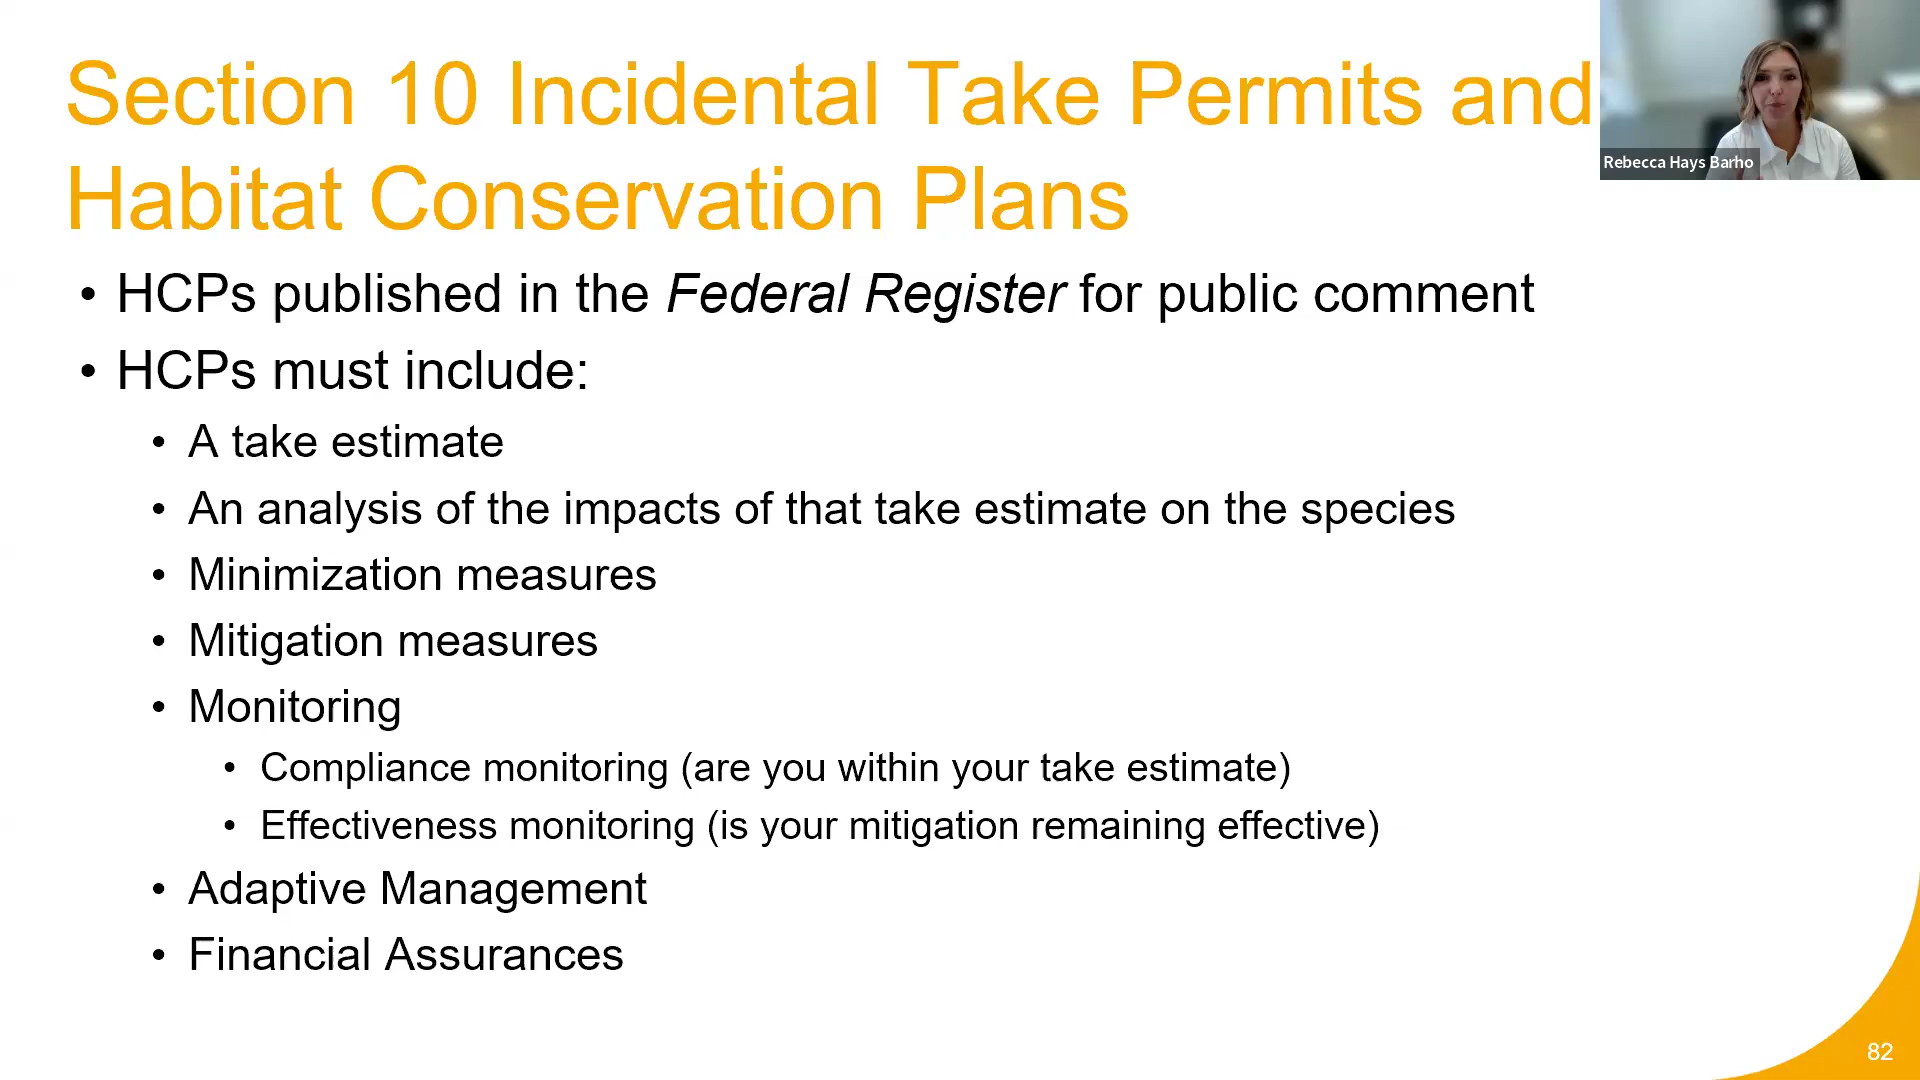 Section 10 Incidental Take Permits and
Habitat Conservation Plans
Rebecca Hays Barho
• HCPs published in the Federal Register for public comment
• HCPs must include:
• A take estimate
• An analysis of the impacts of that take estimate on the species
• Minimization measures
• Mitigation measures
• Monitoring
• Compliance monitoring (are you within your take estimate)
• Effectiveness monitoring (is your mitigation remaining effective)
• Adaptive Management
• Financial Assurances
82